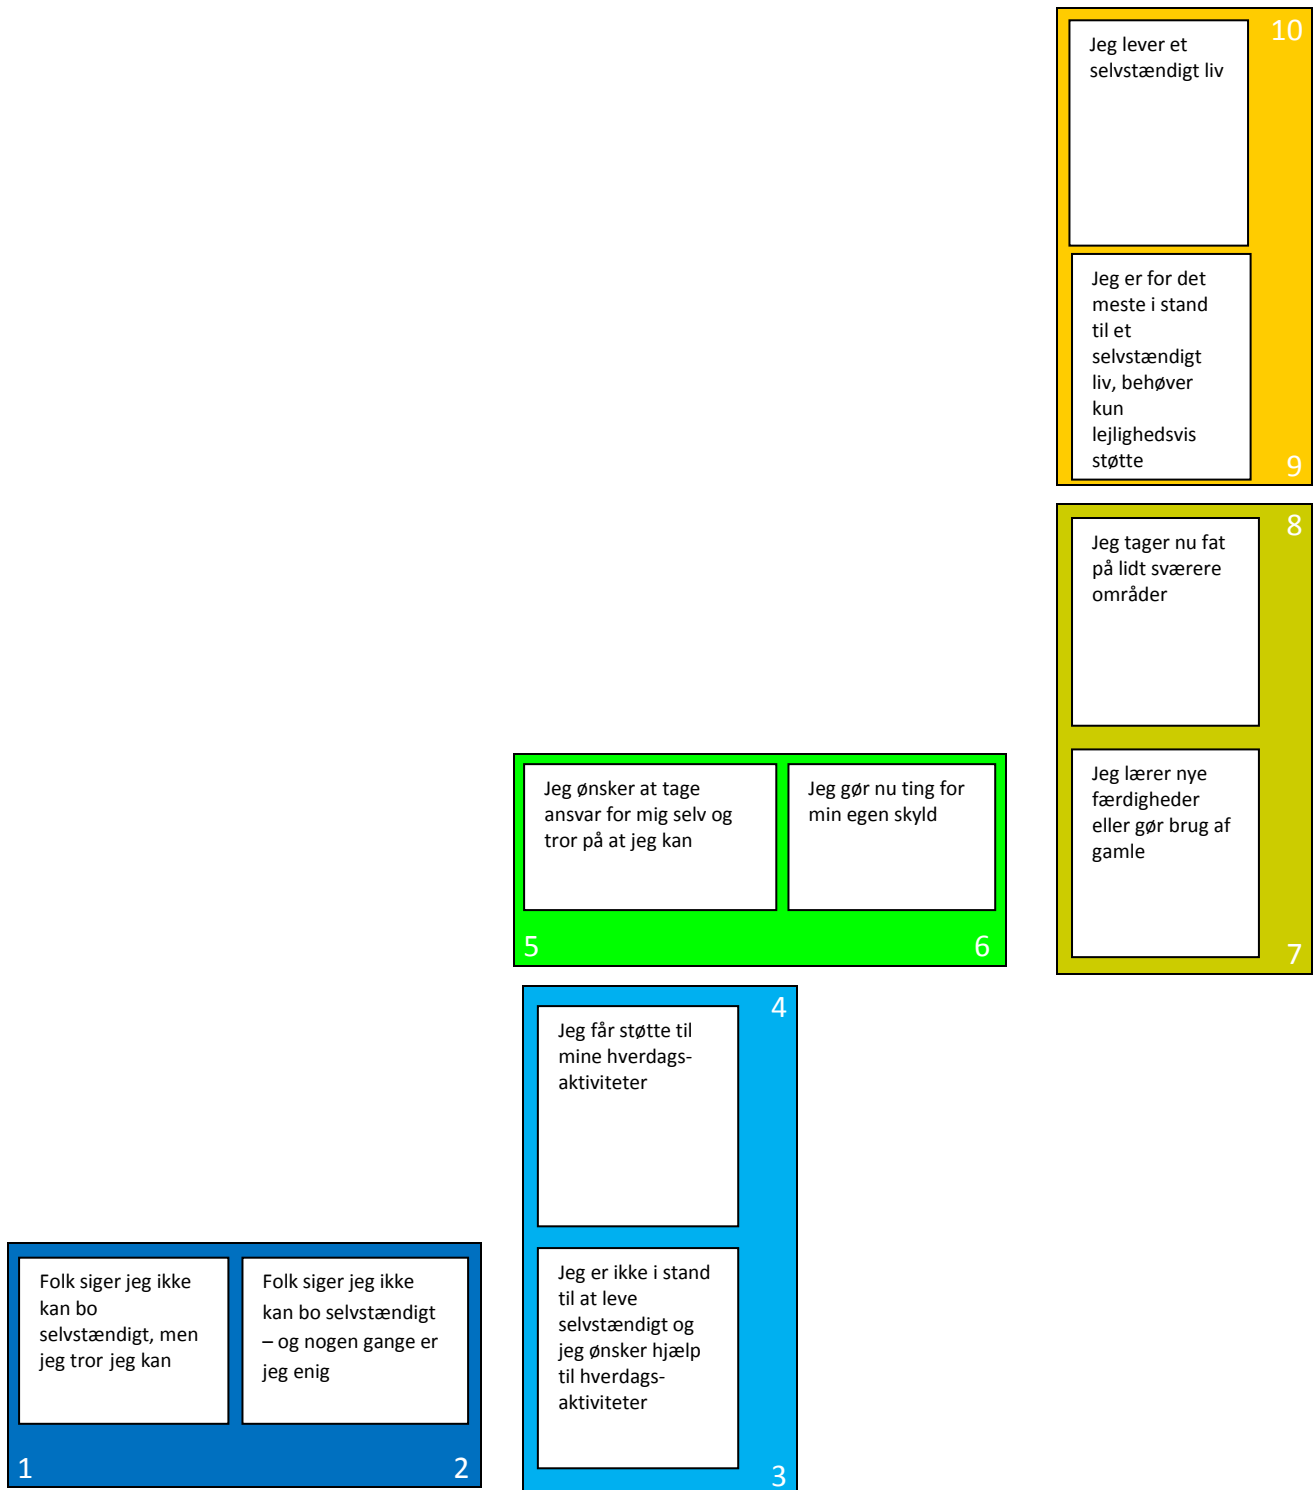 10
Jeg lever et
selvstændigt liv
Jeg er for det
meste i stand
til et
selvstændigt
liv, behøver
kun
lejlighedsvis
støtte
9
8
Jeg tager nu fat
på lidt sværere
områder
Jeg lærer nye
færdigheder
eller gør brug af
gamle
7
Jeg ønsker at tage
ansvar for mig selv og
tror på at jeg kan
Jeg gør nu ting for
min egen skyld
5
6
4
Jeg får støtte til
mine hverdags-
aktiviteter
Jeg er ikke i stand
til at leve
selvstændigt og
jeg ønsker hjælp
til hverdags-
aktiviteter
3
Folk siger jeg ikke
kan bo
selvstændigt, men
jeg tror jeg kan
Folk siger jeg ikke
kan bo selvstændigt
– og nogen gange er
jeg enig
1
2